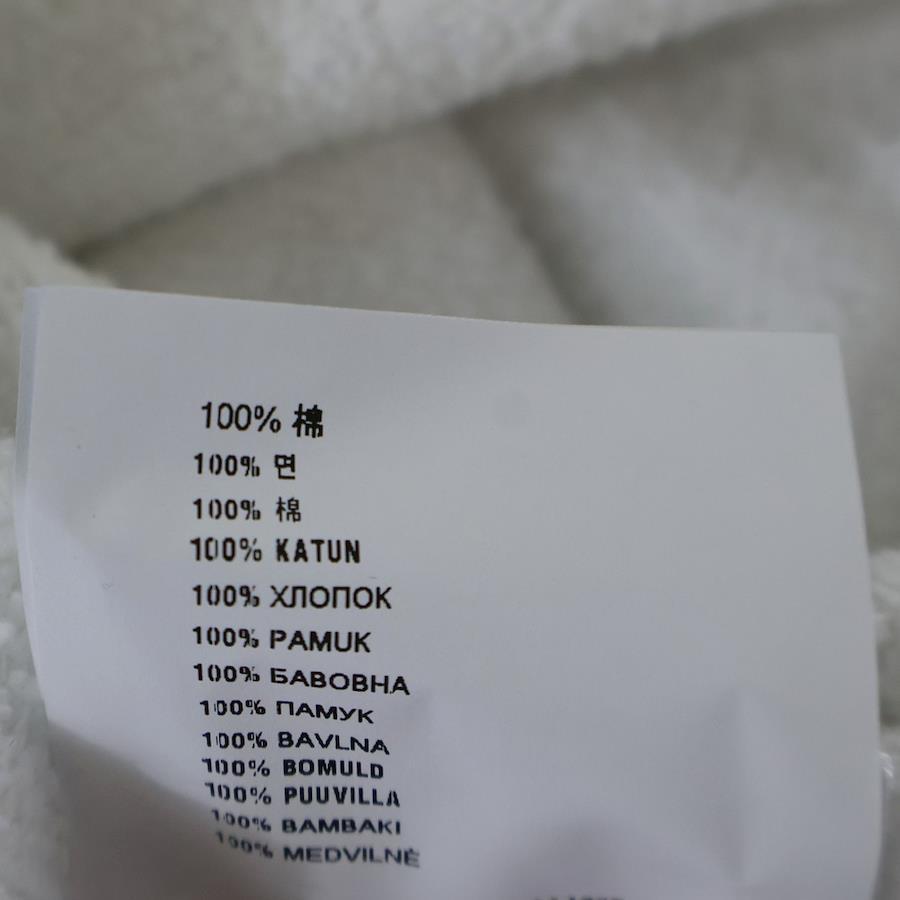 100% 棉
100% 면
100% 棉
100% KATUN
100% ХЛОПОК
100% PAMUK
100% БАВОВНА
100% ПАМУК
100% BAVLNA
100% BOMULD
100% PUUVILLA
100% BAMBAKI
100% MEDVILNĖ